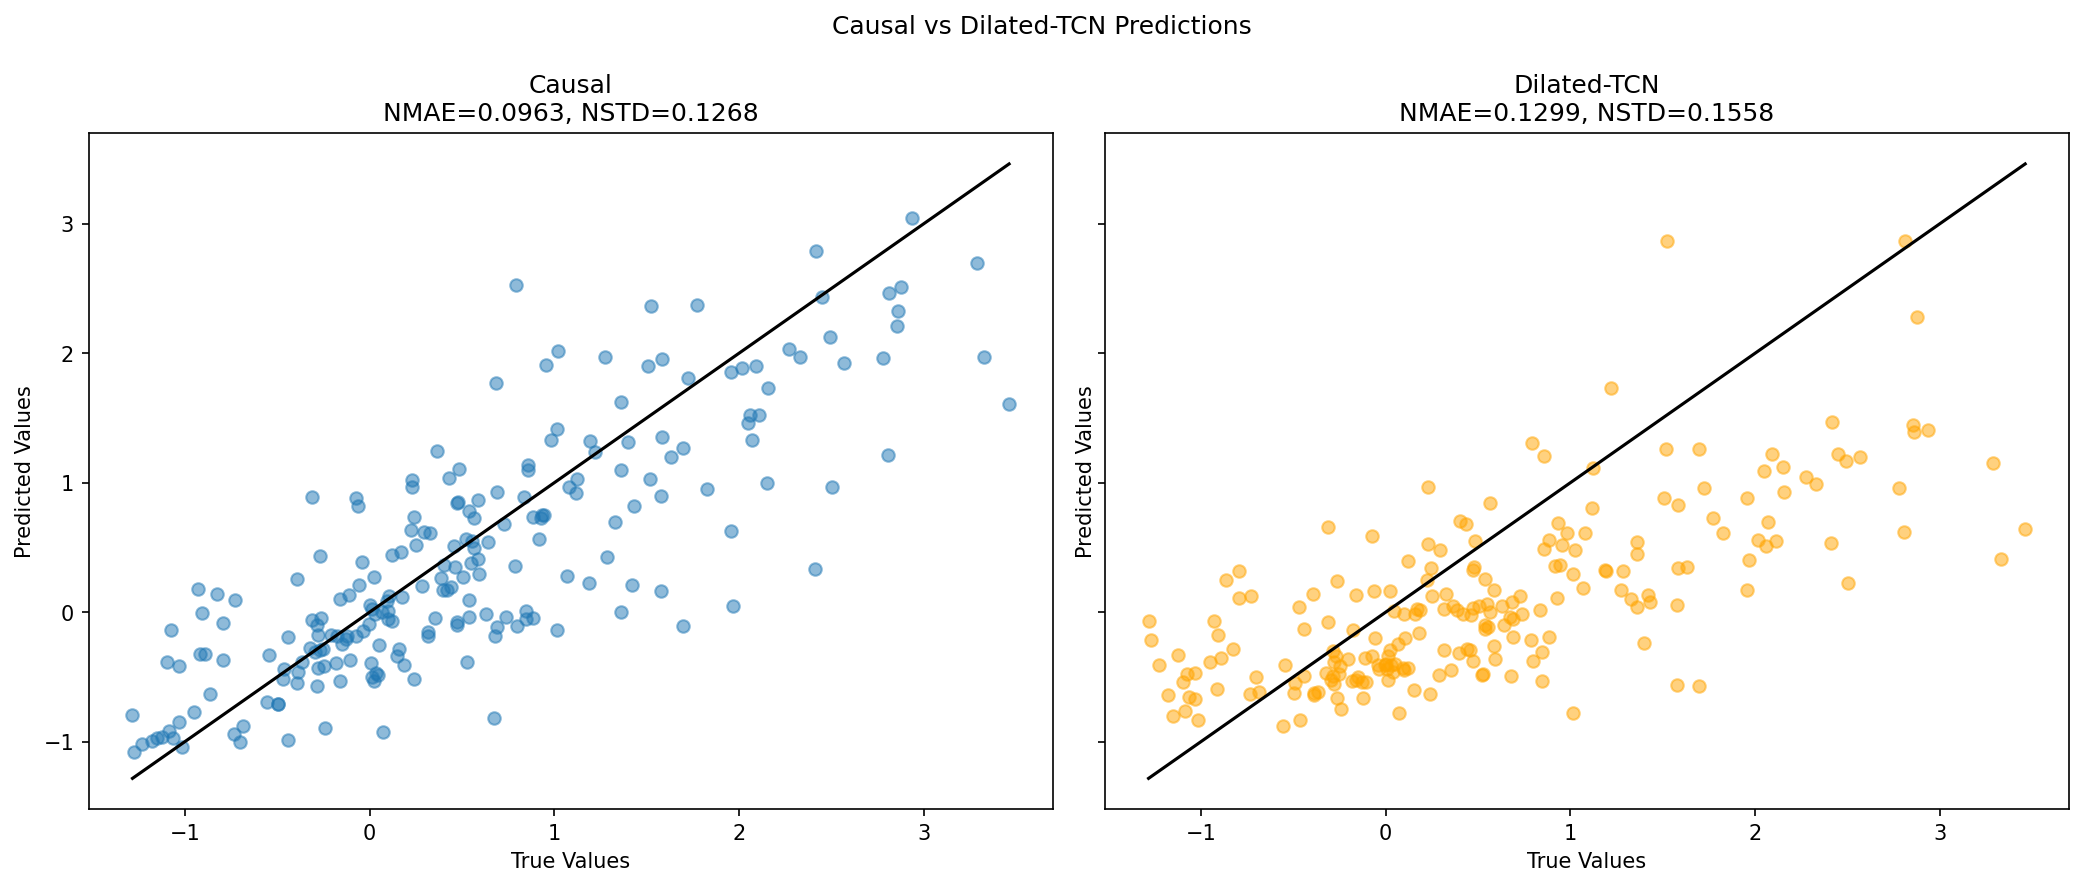 Causal vs Dilated-TCN Predictions
Causal
NMAE=0.0963, NSTD=0.1268
Predicted Values
3
2
1
0
−1
−1 0 1 2 3
True Values
Dilated-TCN
NMAE=0.1299, NSTD=0.1558
Predicted Values
−1 0 1 2 3
True Values